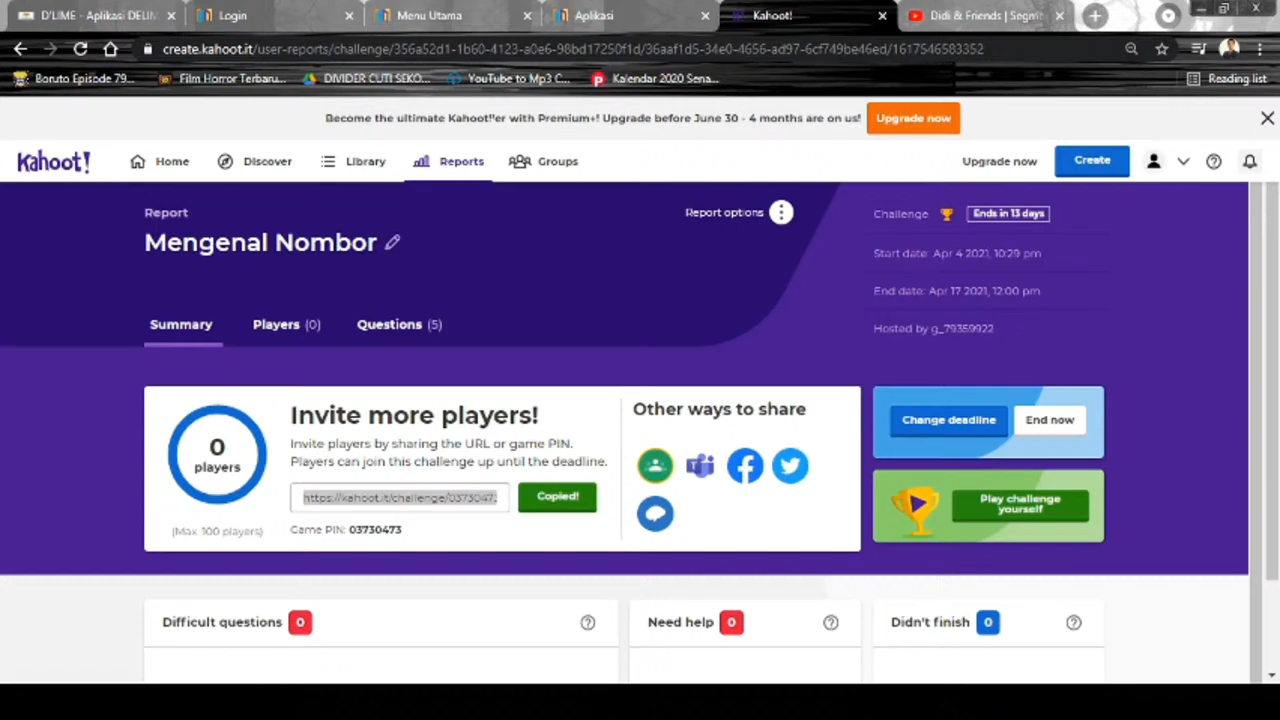 D'LIME - Aplikasi DELIM
Login
Menu Utama
Aplikasi
Kahoot!
Didi & Friends | Segm
create.kahoot.it/user-reports/challenge/356a52d1-1b60-4123-a0e6-98bd17250f1d/36aaf1d5-34e0-4656-ad97-6cf749be46ed/1617546583352
Boruto Episode 79...
Film Horror Terbaru...
DIVIDER CUTI SEKO...
YouTube to Mp3 C...
Kalendar 2020 Sena...
Reading list
Become the ultimate Kahoot!'er with Premium+! Upgrade before June 30 - 4 months are on us!
Upgrade now
Kahoot!
Home
Discover
Library
Reports
Groups
Upgrade now
Create
Report
Report options
Mengenal Nombor
Challenge
Ends in 13 days
Start date: Apr 4 2021, 10:29 pm
End date: Apr 17 2021, 12:00 pm
Hosted by g_79359922
Summary
Players (0)
Questions (5)
0
players
(Max 100 players)
Invite more players!
Invite players by sharing the URL or game PIN.
Players can join this challenge up until the deadline.
https://kahoot.it/challenge/0373047
Copied!
Game PIN: 03730473
Other ways to share
Change deadline
End now
Play challenge
yourself
Difficult questions 0
Need help 0
Didn't finish 0